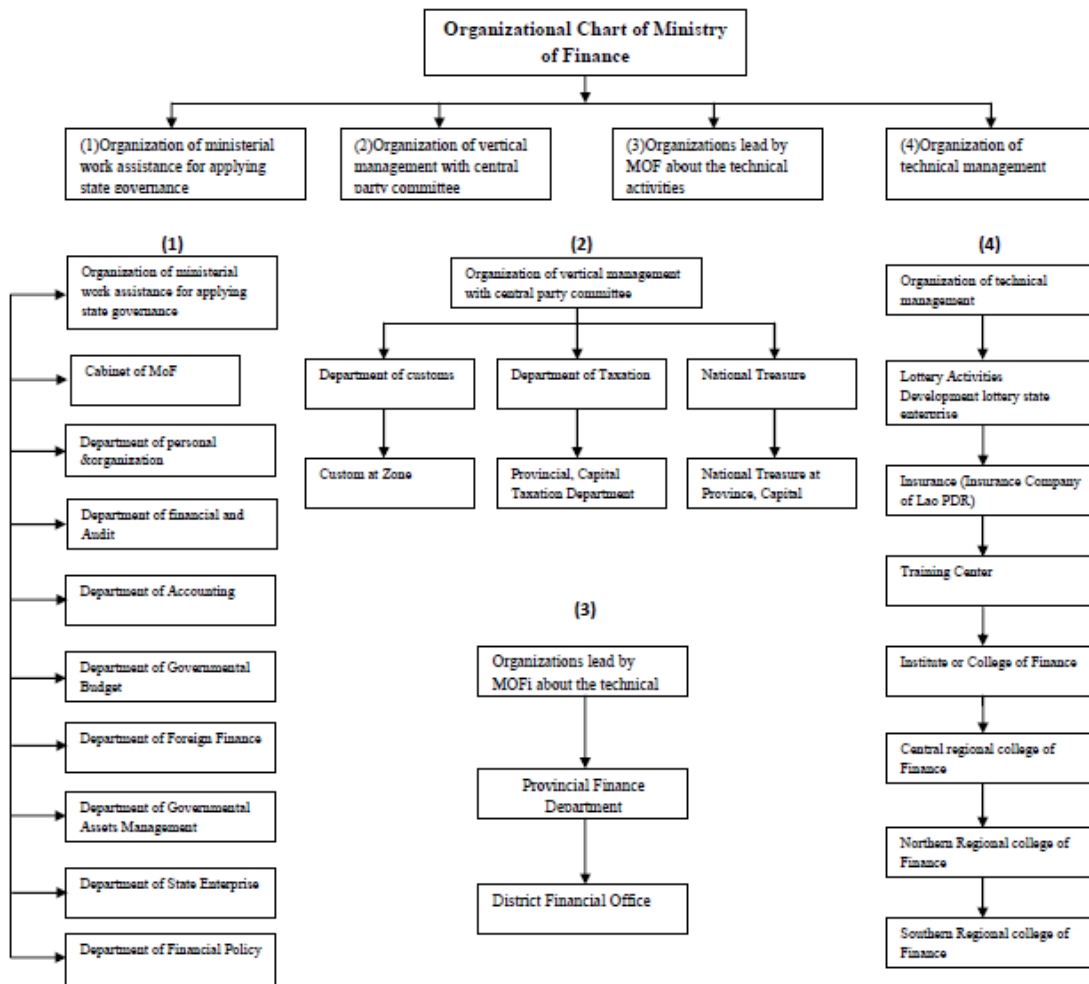 Organizational Chart of Ministry
of Finance
(1)Organization of ministerial
work assistance for applying
state governance
(2)Organization of vertical
management with central
party committee
(3)Organizations lead by
MOF about the technical
activities
(4)Organization of
technical management
(1)
Organization of ministerial
work assistance for applying
state governance
Cabinet of MoF
Department of personal
&organization
Department of financial and
Audit
Department of Accounting
Department of Governmental
Budget
Department of Foreign Finance
Department of Governmental
Assets Management
Department of State Enterprise
Department of Financial Policy
(2)
Organization of vertical management
with central party committee
Department of customs
Department of Taxation
National Treasure
Custom at Zone
Provincial, Capital
Taxation Department
National Treasure at
Province, Capital
(3)
Organizations lead by
MOFi about the technical
Provincial Finance
Department
District Financial Office
(4)
Organization of technical
management
Lottery Activities
Development lottery state
enterprise
Insurance (Insurance Company
of Lao PDR)
Training Center
Institute or College of Finance
Central regional college of
Finance
Northern Regional college of
Finance
Southern Regional college of
Finance